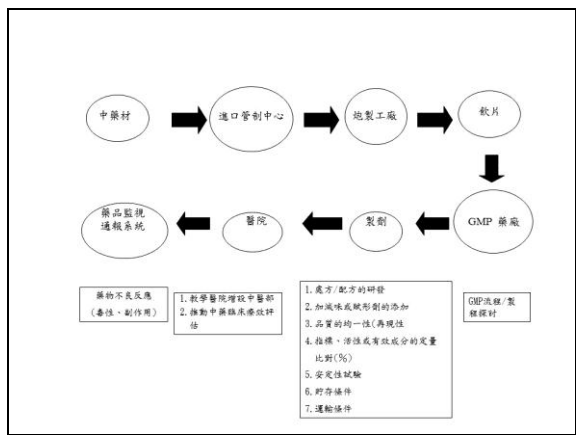 中藥材
進口管制中心
炮製工廠
飲片
藥品監視
通報系統
醫院
製劑
GMP 藥廠
藥物不良反應
(毒性、副作用)
1.教學醫院增設中醫部
2.推動中藥臨床療效評
估
1.處方/配方的研發
2.加減味或賦形劑的添加
3.品質的均一性(再現性
4.指標、活性或有效成分的定量
比對(%)
5.安定性試驗
6.貯存條件
7.運輸條件
GMP流程/製
程探討